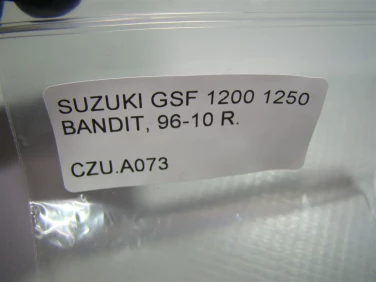 SUZUKI GSF 1200 1250
BANDIT, 96-10 R.
CZU.A073